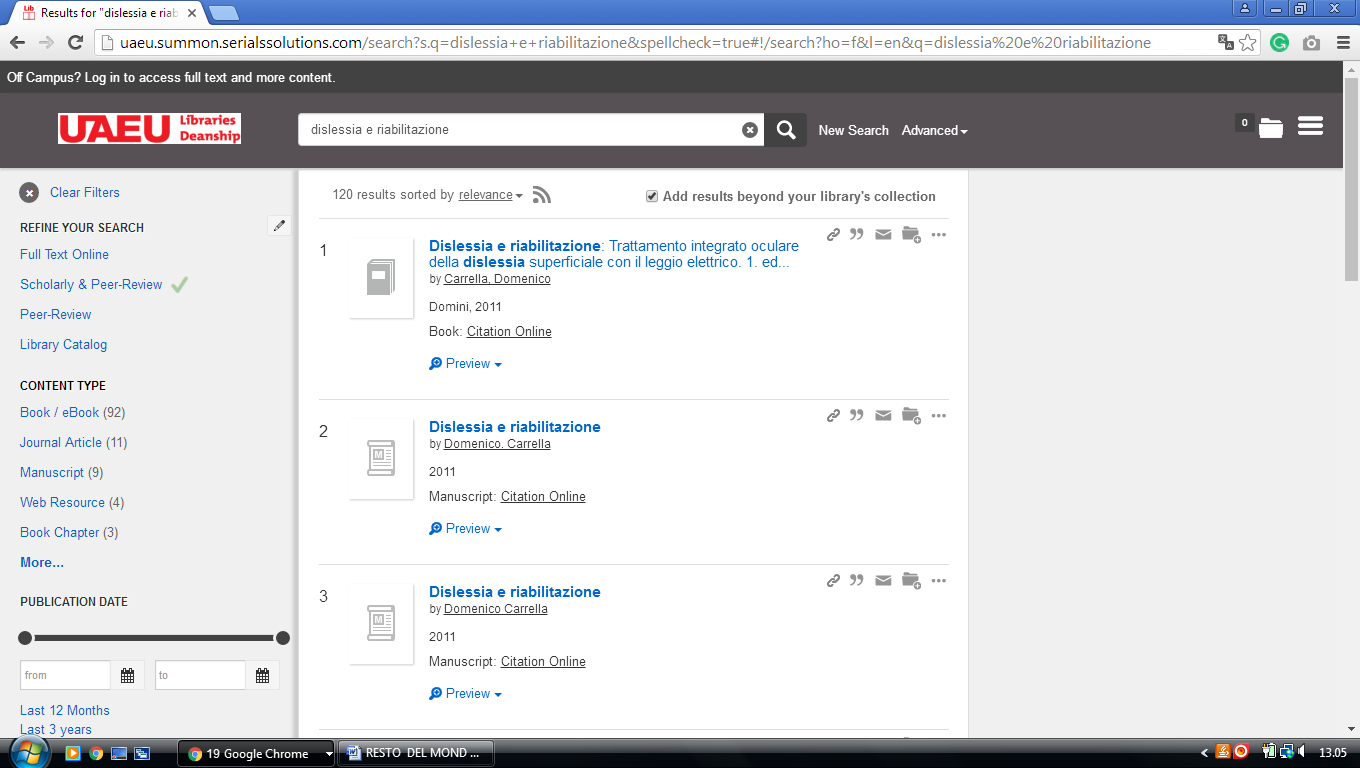 Results for "dislessia e riab
uaeu.summon.serialssolutions.com/search?s.q=dislessia+e+riabilitazione&spellcheck=true#!/search?ho=f&l=en&q=dislessia%20e%20riabilitazione
Off Campus? Log in to access full text and more content.
UAEU Libraries Deanship
dislessia e riabilitazione
New Search
Advanced
0
Clear Filters
REFINE YOUR SEARCH
Full Text Online
Scholarly & Peer-Review
Peer-Review
Library Catalog
CONTENT TYPE
Book / eBook (92)
Journal Article (11)
Manuscript (9)
Web Resource (4)
Book Chapter (3)
More...
PUBLICATION DATE
from
to
Last 12 Months
Last 3 years
120 results sorted by relevance
Add results beyond your library's collection
1
Dislessia e riabilitazione: Trattamento integrato oculare
della dislessia superficiale con il leggio elettrico. 1. ed...
by Carrella, Domenico
Domini, 2011
Book: Citation Online
Preview
2
Dislessia e riabilitazione
by Domenico. Carrella
2011
Manuscript: Citation Online
Preview
3
Dislessia e riabilitazione
by Domenico Carrella
2011
Manuscript: Citation Online
Preview
19 Google Chrome
RESTO DEL MOND ...
13.05